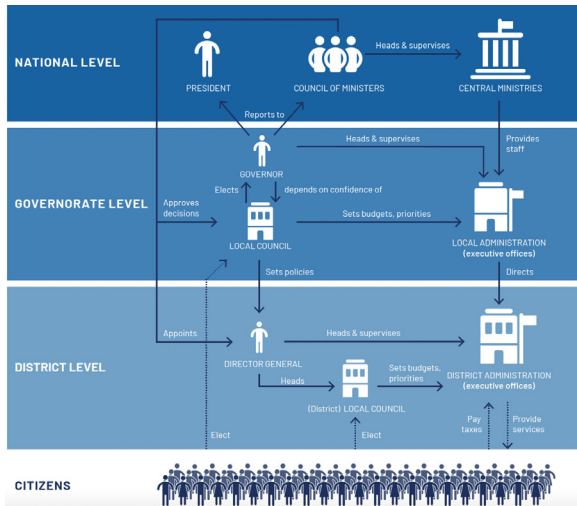 NATIONAL LEVEL
PRESIDENT
COUNCIL OF MINISTERS
Heads & supervises
CENTRAL MINISTRIES
Reports to
GOVERNORATE LEVEL
GOVERNOR
Heads & supervises
Provides
staff
Elects
depends on confidence of
Approves
decisions
LOCAL COUNCIL
Sets budgets, priorities
LOCAL ADMINISTRATION
(executive offices)
Sets policies
Directs
DISTRICT LEVEL
Appoints
DIRECTOR GENERAL
Heads & supervises
Heads
(District) LOCAL COUNCIL
Sets budgets,
priorities
DISTRICT ADMINISTRATION
(executive offices)
Elect
Elect
Pay
taxes
Provide
services
CITIZENS